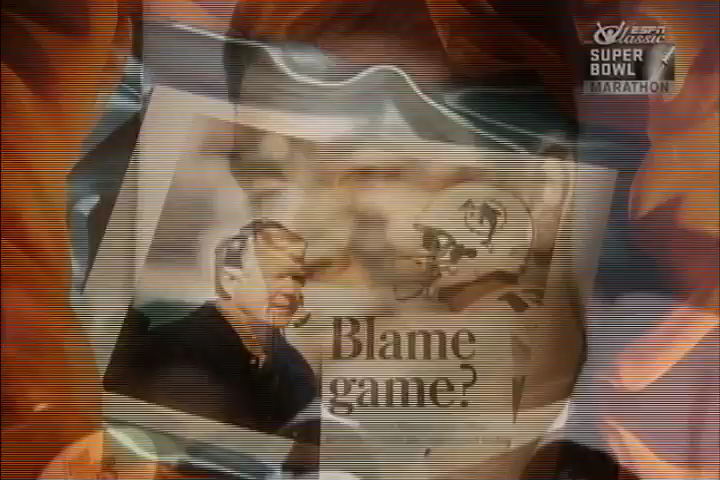 ESPN
Classic
SUPER
BOWL
MARATHON
Blame
game?